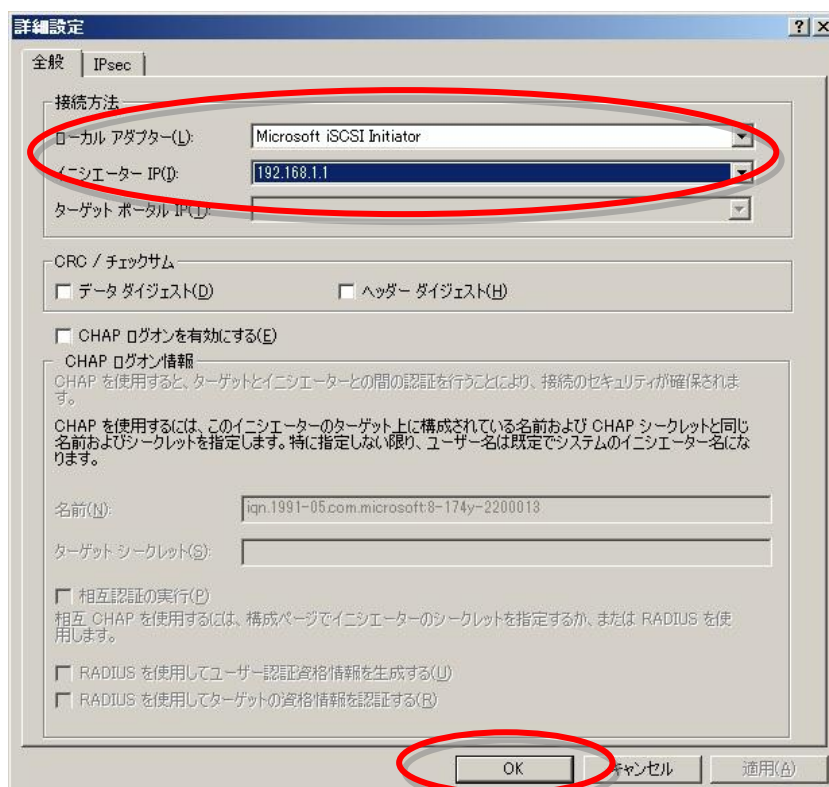 詳細設定
全般
IPsec
接続方法
ローカル アダプター(L):
Microsoft iSCSI Initiator
イニシエーター IP(I):
192.168.1.1
ターゲット ポータル IP(T):
CRC / チェックサム
データ ダイジェスト(D)
ヘッダー ダイジェスト(H)
CHAP ログオンを有効にする(E)
CHAP ログオン情報
CHAP を使用すると、ターゲットとイニシエーターとの間の認証を行うことにより、接続のセキュリティが確保されま
す。
CHAP を使用するには、このイニシエーターのターゲット上に構成されている名前および CHAP シークレットと同じ
名前およびシークレットを指定します。特に指定しない限り、ユーザー名は既定でシステムのイニシエーター名にな
ります。
名前(N):
iqn.1991-05.com.microsoft:8-174y-2200013
ターゲット シークレット(S):
相互認証の実行(P)
相互 CHAP を使用するには、構成ページでイニシエーターのシークレットを指定するか、または RADIUS を使
用します。
RADIUS を使用してユーザー認証資格情報を生成する(U)
RADIUS を使用してターゲットの資格情報を認証する(R)
OK
キャンセル
適用(A)